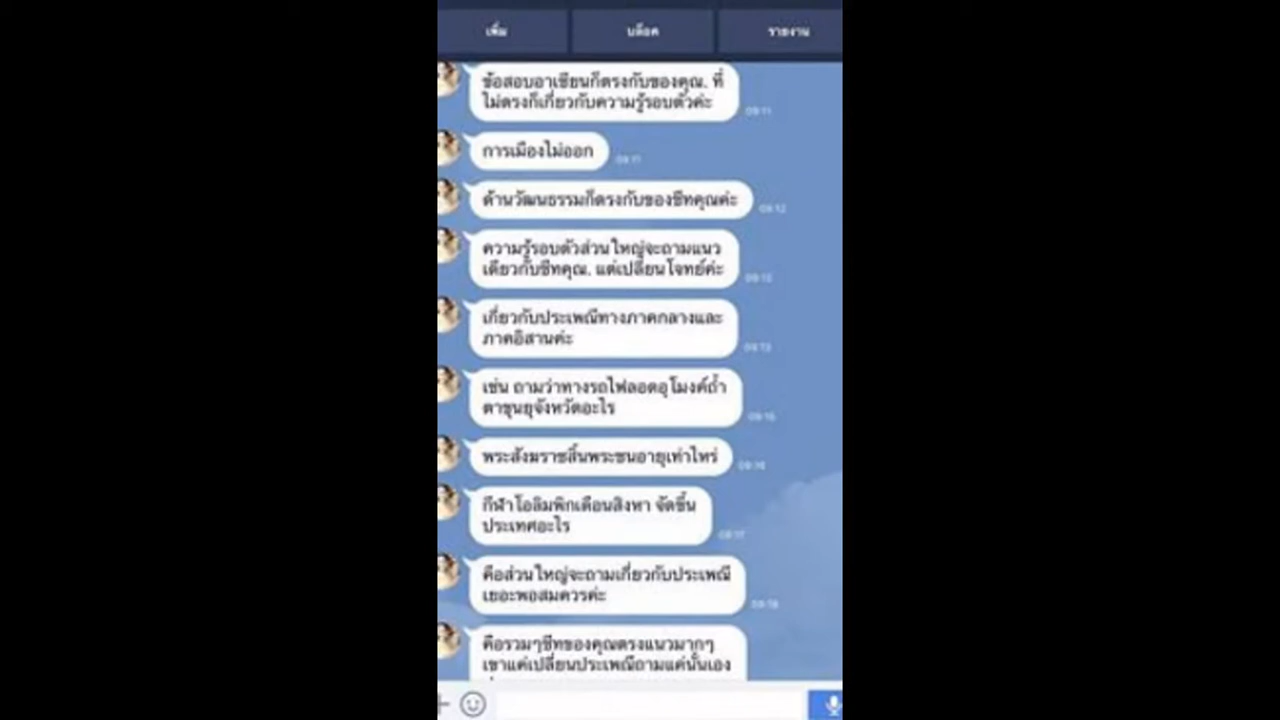 เพิ่ม
บล็อค
รายงาน
ข้อสอบอาเซียนก็ตรงกับของคุณ. ที่
ไม่ตรงก็เกี่ยวกับความรู้รอบตัวค่ะ
09:11
การเมืองไม่ออก
09:11
ด้านวัฒนธรรมก็ตรงกับของชีทคุณค่ะ
09:12
ความรู้รอบตัวส่วนใหญ่จะถามแนว
เดียวกับชีทคุณ. แต่เปลี่ยนโจทย์ค่ะ
เกี่ยวกับประเพณีทางภาคกลางและ
ภาคอิสานค่ะ
เช่น ถามว่าทางรถไฟลอดอุโมงค์ถ้ำ
ตาขุนยุจังหวัดอะไร
พระสังฆราชสิ้นพระชนอายุเท่าไหร่
กีฬาโอลิมพิกเดือนสิงหา จัดขึ้น
ประเทศอะไร
09:17
คือส่วนใหญ่จะถามเกี่ยวกับประเพณี
เยอะพอสมควรค่ะ
คือรวมๆชีทของคุณตรงแนวมากๆ
เขาแค่เปลี่ยนประเพณีถามแค่นั้นเอง